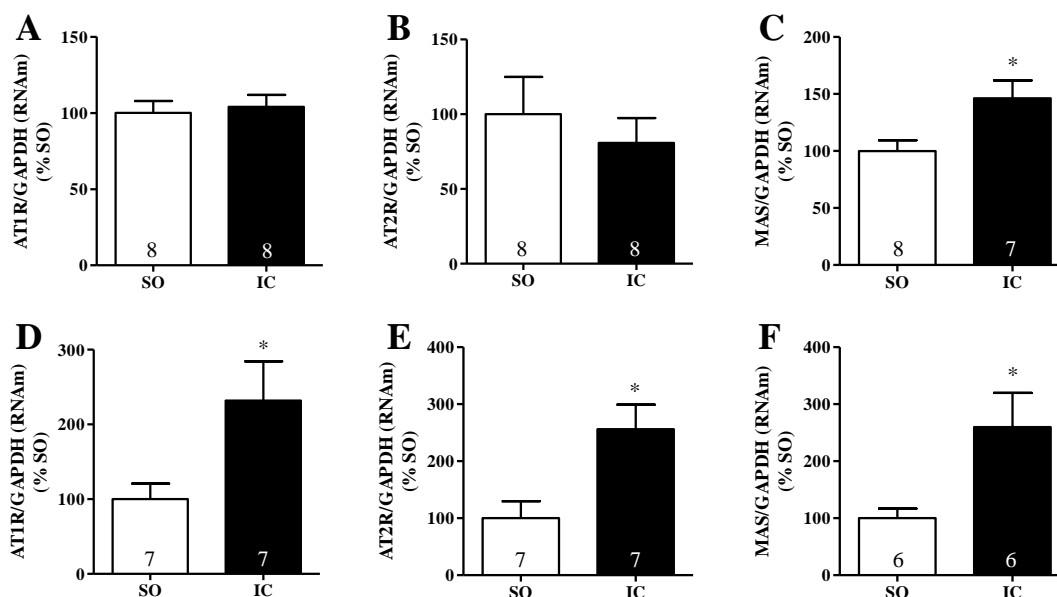 A
AT1R/GAPDH (RNAm)
(% SO)
150
100
50
0
8
8
SO
IC
B
AT2R/GAPDH (RNAm)
(% SO)
150
100
50
0
8
8
SO
IC
C
MAS/GAPDH (RNAm)
(% SO)
200
150
100
50
0
*
8
7
SO
IC
D
AT1R/GAPDH (RNAm)
(% SO)
300
200
100
0
*
7
7
SO
IC
E
AT2R/GAPDH (RNAm)
(% SO)
400
300
200
100
0
*
7
7
SO
IC
F
MAS/GAPDH (RNAm)
(% SO)
400
300
200
100
0
*
6
6
SO
IC